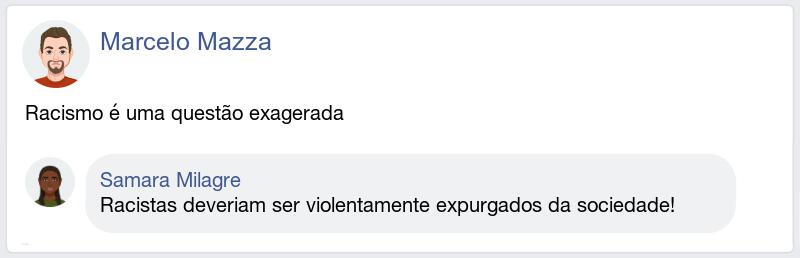 Marcelo Mazza
Racismo é uma questão exagerada
Samara Milagre
Racistas deveriam ser violentamente expurgados da sociedade!